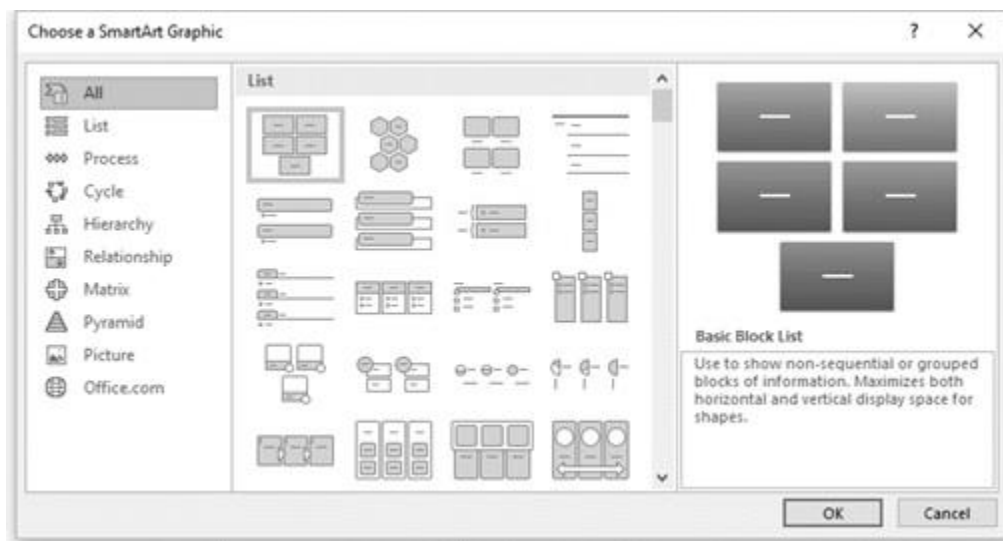 Choose a SmartArt Graphic
?
All
List
Process
Cycle
Hierarchy
Relationship
Matrix
Pyramid
Picture
Office.com
List
Basic Block List
Use to show non-sequential or grouped
blocks of information. Maximizes both
horizontal and vertical display space for
shapes.
OK
Cancel